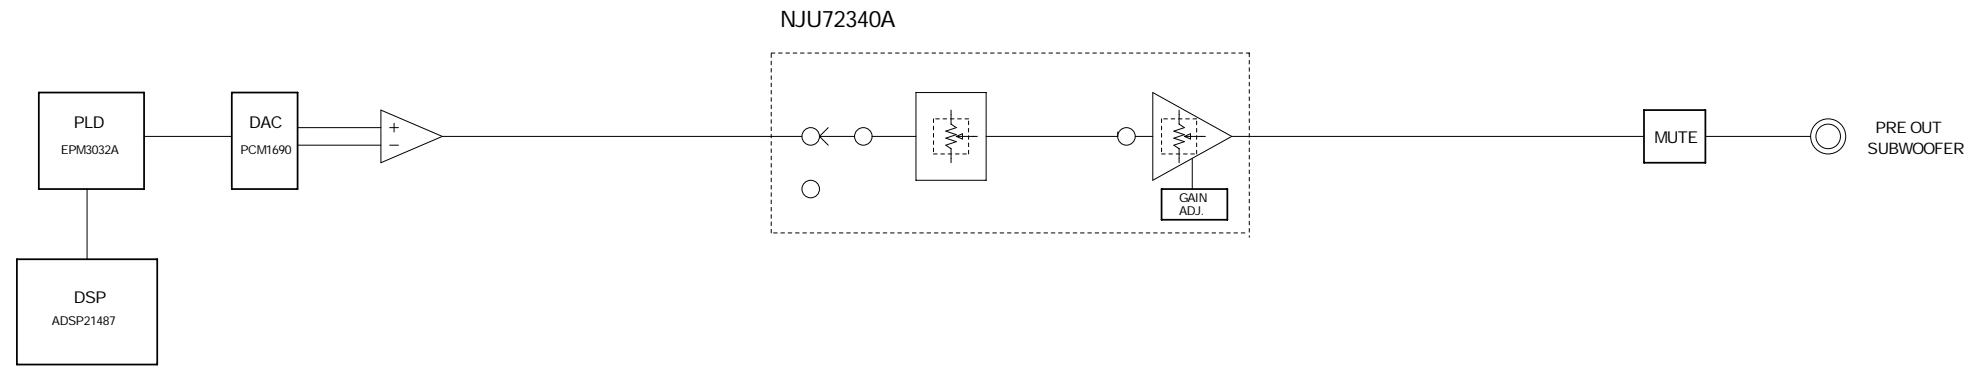 NJU72340A
PLD
EPM3032A
DAC
PCM1690
+
−
GAIN
ADJ.
MUTE
PRE OUT
SUBWOOFER
DSP
ADSP21487